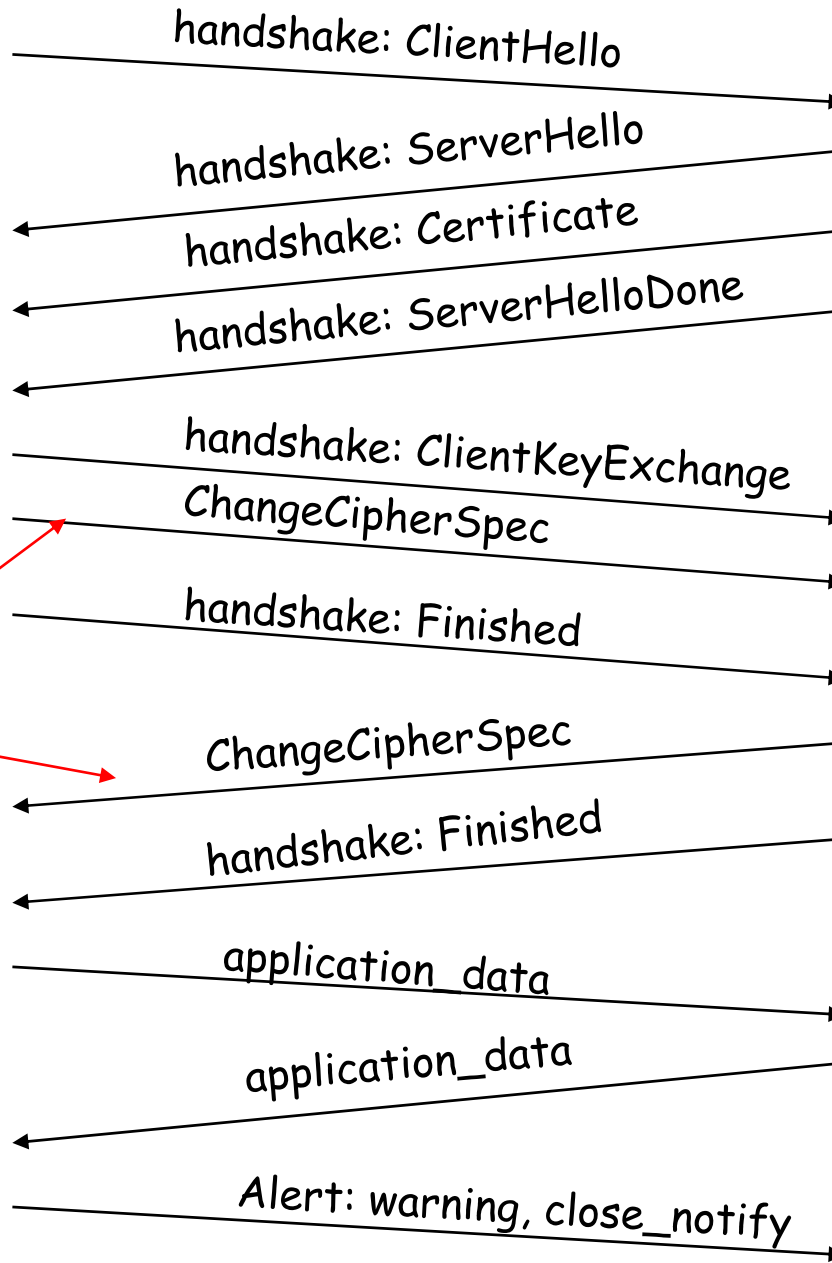 handshake: ClientHello
handshake: ServerHello
handshake: Certificate
handshake: ServerHelloDone
handshake: ClientKeyExchange
ChangeCipherSpec
handshake: Finished
ChangeCipherSpec
handshake: Finished
application_data
application_data
Alert: warning, close_notify